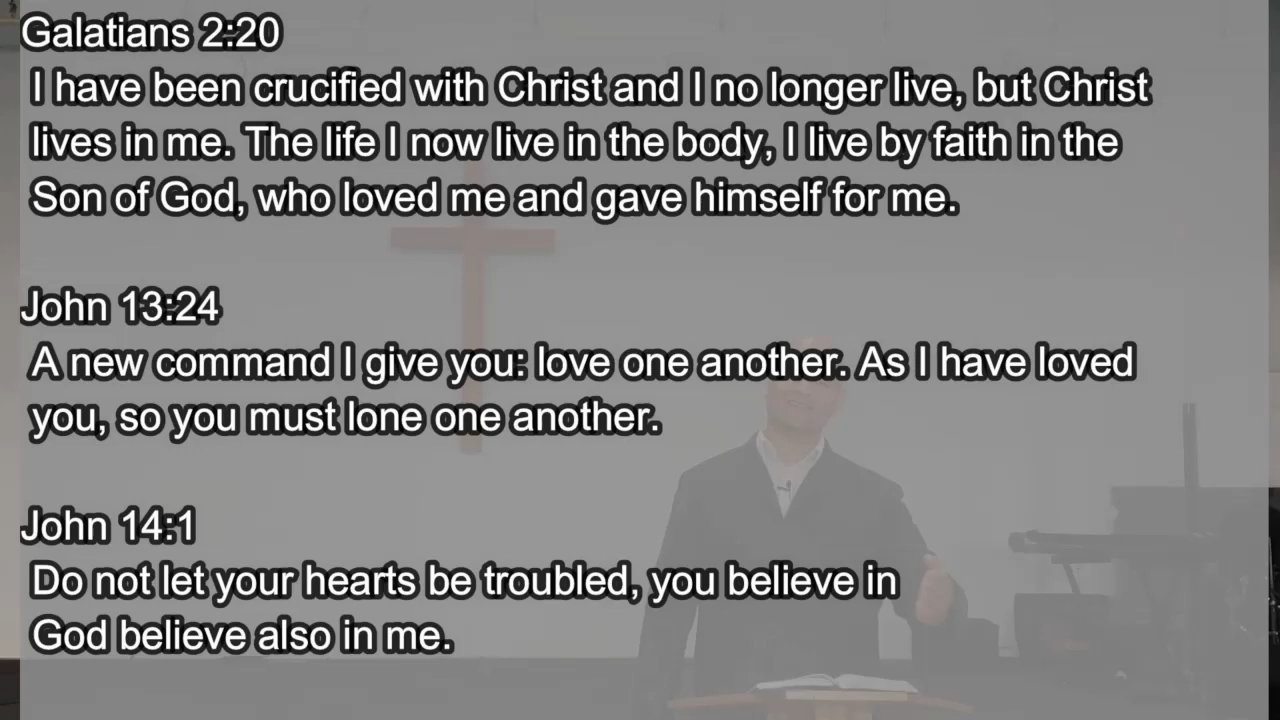 Galatians 2:20
I have been crucified with Christ and I no longer live, but Christ
lives in me. The life I now live in the body, I live by faith in the
Son of God, who loved me and gave himself for me.
John 13:24
A new command I give you: love one another. As I have loved
you, so you must lone one another.
John 14:1
Do not let your hearts be troubled, you believe in
God believe also in me.